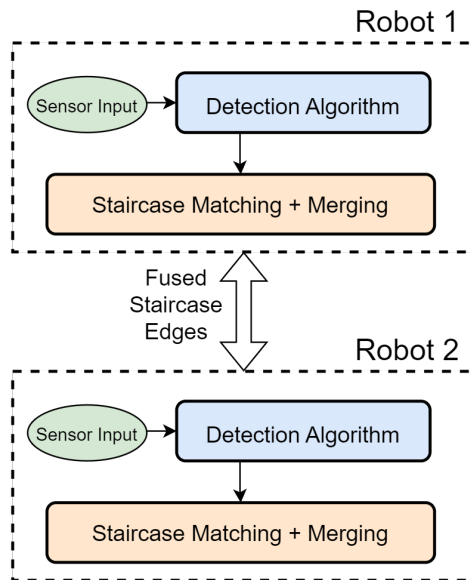 Robot 1
Sensor Input
Detection Algorithm
Staircase Matching + Merging
Fused
Staircase
Edges
Robot 2
Sensor Input
Detection Algorithm
Staircase Matching + Merging